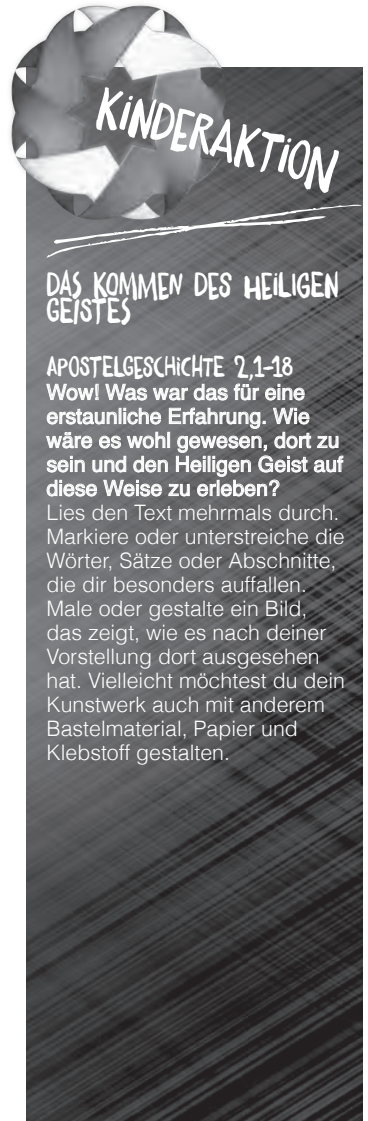 KiNDERAKTiON
DAS KOMMEN DES HEiLiGEN
GEiSTES
APOSTELGESCHiCHTE 2,1-18
Wow! Was war das für eine
erstaunliche Erfahrung. Wie
wäre es wohl gewesen, dort zu
sein und den Heiligen Geist auf
diese Weise zu erleben?
Lies den Text mehrmals durch.
Markiere oder unterstreiche die
Wörter, Sätze oder Abschnitte,
die dir besonders auffallen.
Male oder gestalte ein Bild,
das zeigt, wie es nach deiner
Vorstellung dort ausgesehen
hat. Vielleicht möchtest du dein
Kunstwerk auch mit anderem
Bastelmaterial, Papier und
Klebstoff gestalten.